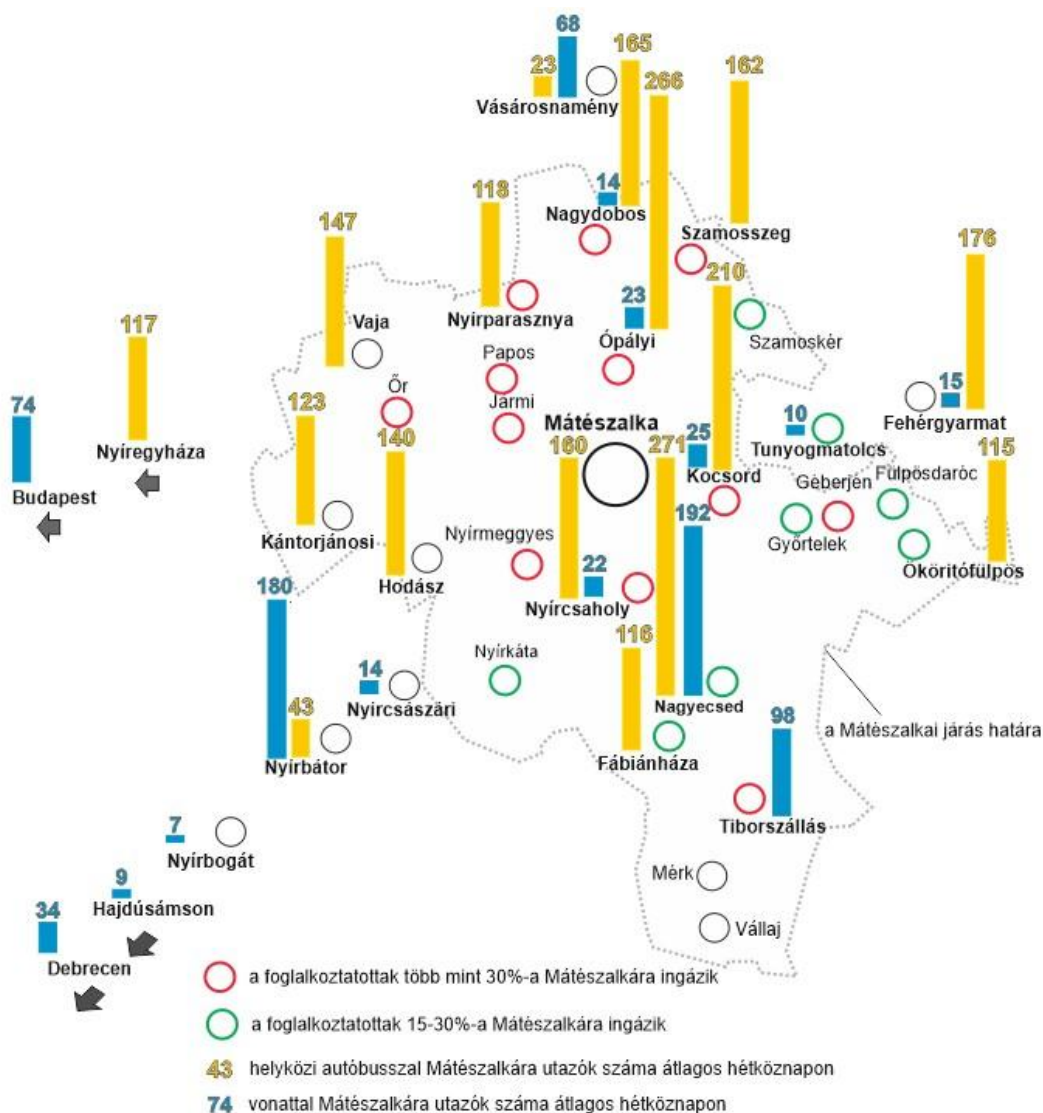 68
23
165
266
162
Vásárosnamény
14
118
Nagydobos
147
Szamosszeg
176
210
117
23
Vaja
Nyírparasznya
Ópályi
Szamoskér
Papos
74
Őr
Jármi
15
123
Mátészalka
10
Fehérgyarmat
Nyíregyháza
140
160
271
25
Tunyogmatolcs
115
Kocsord
Géberjén
Fülpösdaróc
Budapest
192
Kántorjánosi
Nyírmeggyes
Győrtelek
Hodász
22
Ököritófülpös
180
Nyírcsaholy
116
Nyírkáta
14
43
Nyírcsászári
Nagyecsed
98
a Mátészalkai járás határa
Nyírbátor
Fábiánháza
7
Tiborszállás
Nyírbogát
9
Mérk
34
Hajdúsámson
Vállaj
Debrecen
a foglalkoztatottak több mint 30%-a Mátészalkára ingázik
a foglalkoztatottak 15-30%-a Mátészalkára ingázik
43 helyközi autóbusszal Mátészalkára utazók száma átlagos hétköznapon
74 vonattal Mátészalkára utazók száma átlagos hétköznapon